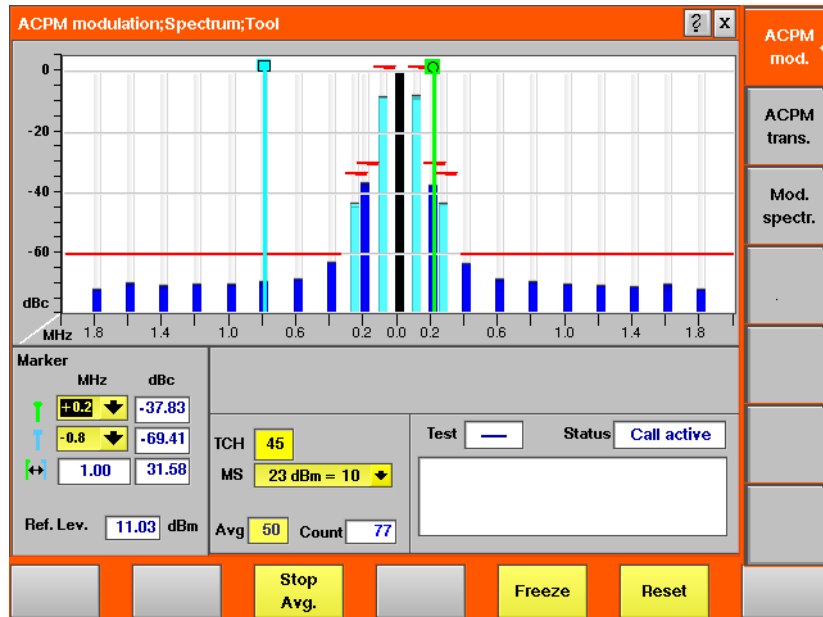 ACPM modulation;Spectrum;Tool ? x
0
-20
-40
-60
dBc
MHz 1.8 1.4 1.0 0.6 0.2 0.0 0.2 0.6 1.0 1.4 1.8
Marker
MHz dBc
+0.2 -37.83
-0.8 -69.41
1.00 31.58
Ref. Lev. 11.03 dBm
TCH 45
MS 23 dBm = 10
Avg 50 Count 77
Test — Status Call active
Stop
Avg.
Freeze
Reset
ACPM
mod.
ACPM
trans.
Mod.
spectr.
.